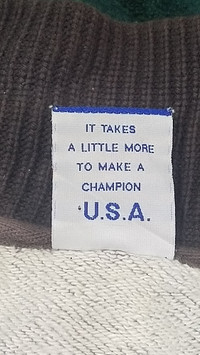 IT TAKES
A LITTLE MORE
TO MAKE A
CHAMPION
U.S.A.